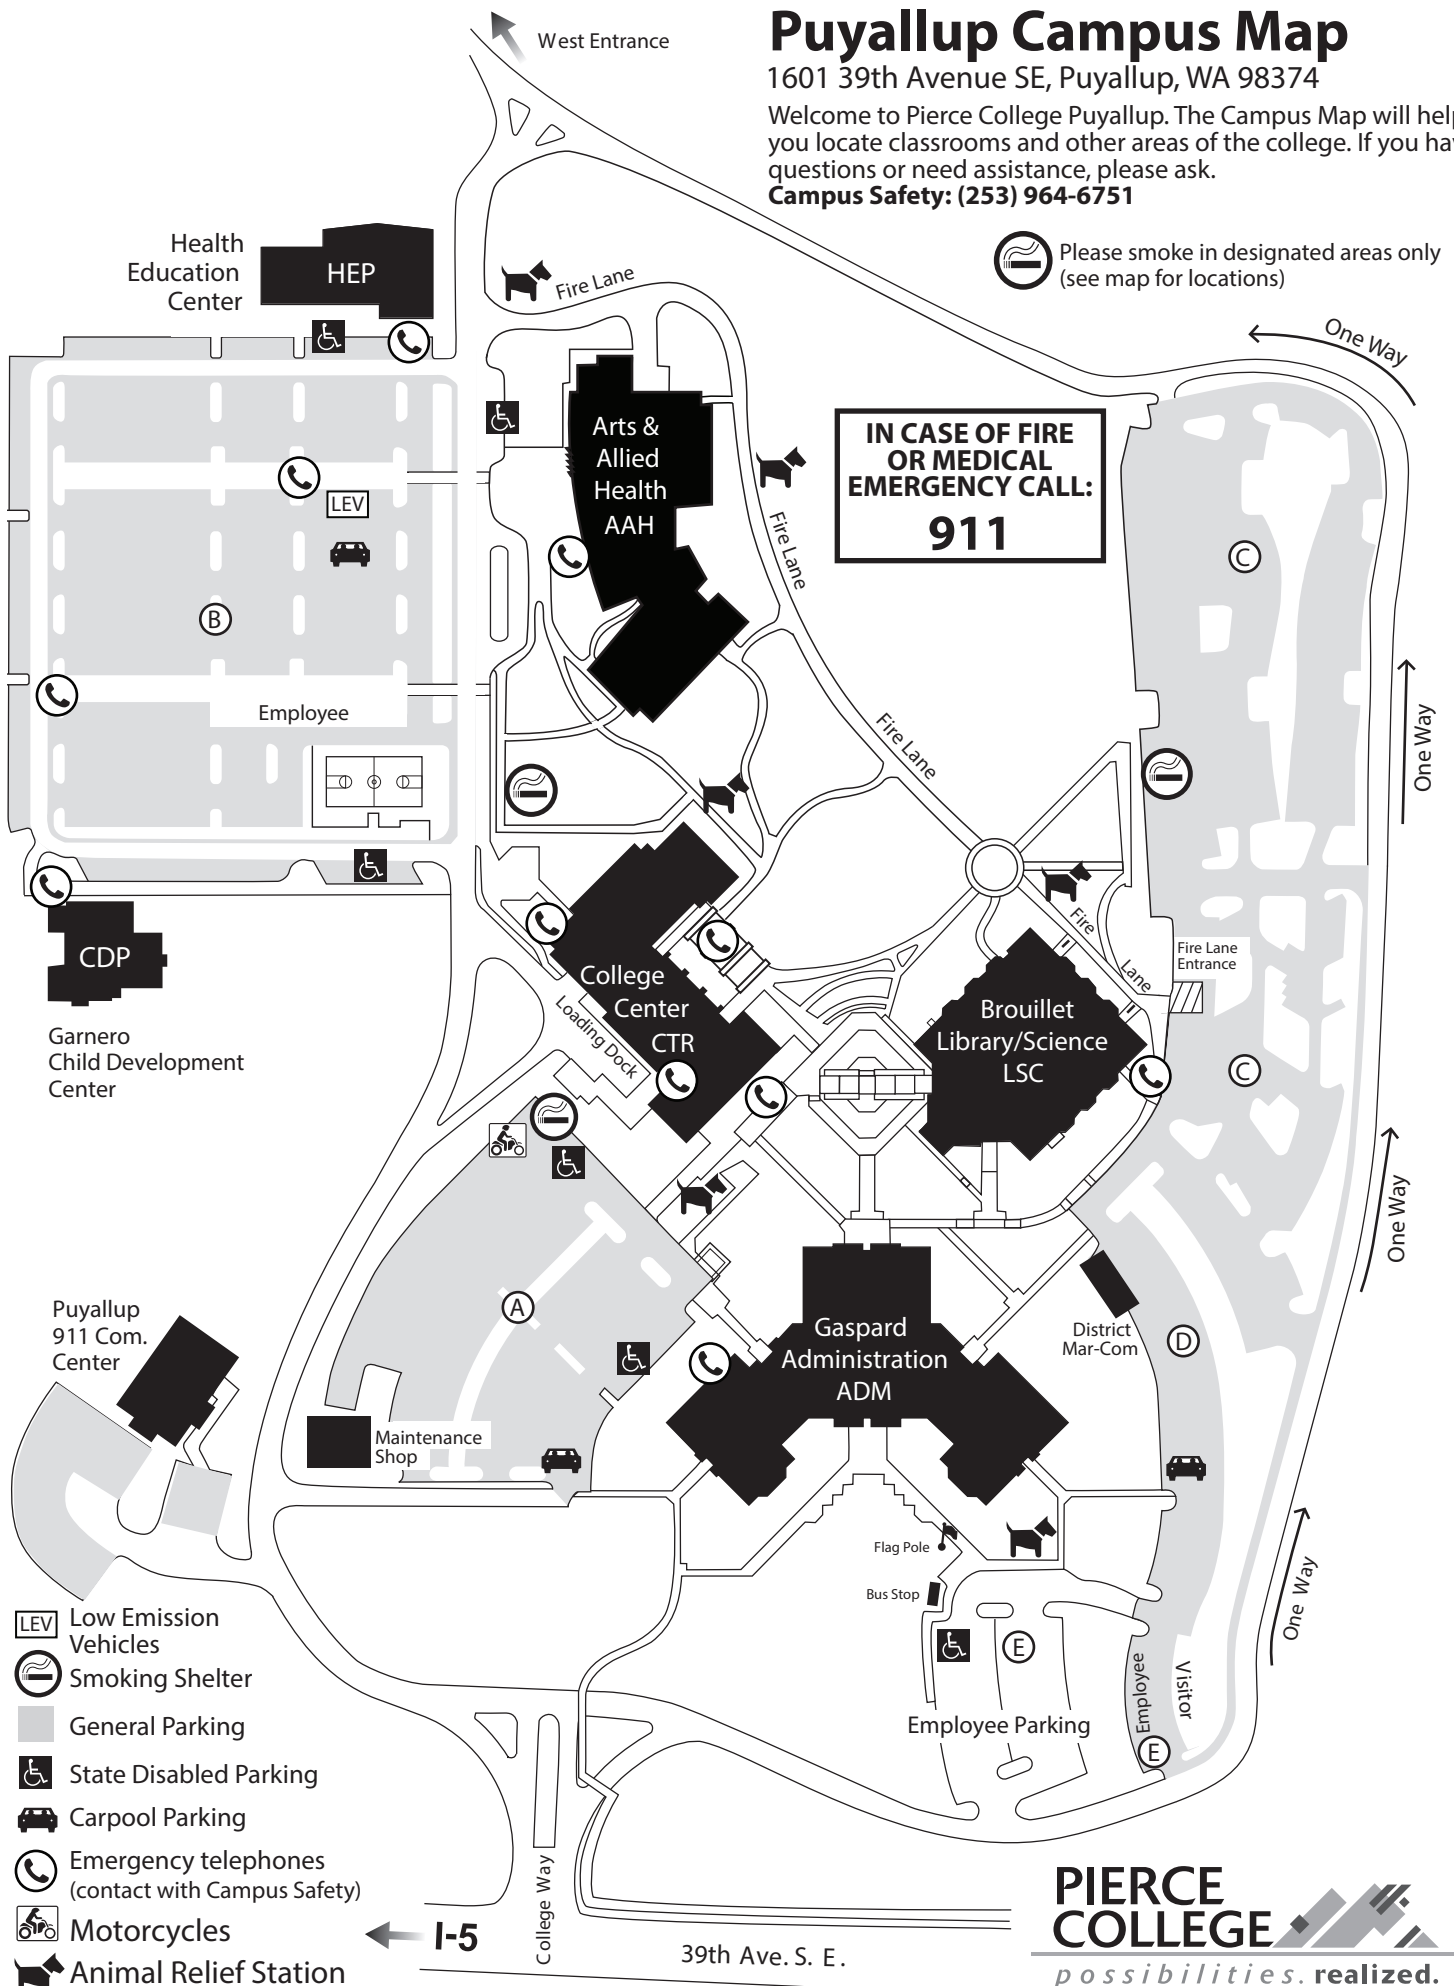 Puyallup Campus Map
1601 39th Avenue SE, Puyallup, WA 98374
Welcome to Pierce College Puyallup. The Campus Map will hel
you locate classrooms and other areas of the college. If you ha
questions or need assistance, please ask.
Campus Safety: (253) 964-6751
West Entrance
Please smoke in designated areas only
(see map for locations)
Health
Education
Center
HEP
Fire Lane
One Way
Arts &
Allied
Health
AAH
IN CASE OF FIRE
OR MEDICAL
EMERGENCY CALL:
911
LEV
Fire Lane
C
B
Employee
Fire Lane
One Way
CDP
Garnero
Child Development
Center
College
Center
CTR
Loading Dock
Fire
Lane
Fire Lane
Entrance
Brouillet
Library/Science
LSC
C
One Way
A
Puyallup
911 Com.
Center
Gaspard
Administration
ADM
District
Mar-Com
D
Maintenance
Shop
Flag Pole
Bus Stop
One Way
E
Employee Parking
Employee
Visitor
E
LEV
Low Emission
Vehicles
Smoking Shelter
General Parking
State Disabled Parking
Carpool Parking
Emergency telephones
(contact with Campus Safety)
Motorcycles
Animal Relief Station
I-5
College Way
39th Ave. S. E.
PIERCE
COLLEGE
possibilities. realized.